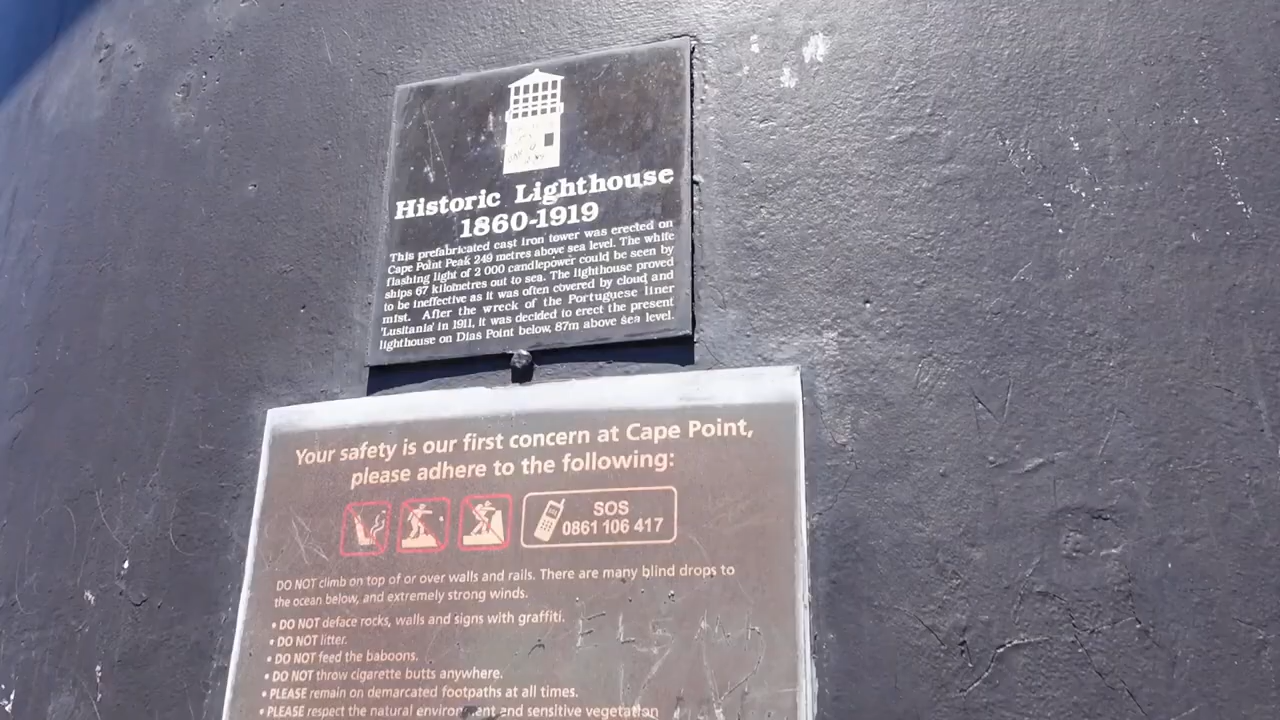 Historic Lighthouse
1860-1919
This prefabricated cast iron tower was erected on
Cape Point Peak 249 metres above sea level. The white
flashing light of 2 000 candlepower could be seen by
ships 67 kilometres out to sea. The lighthouse proved
to be ineffective as it was often covered by cloud and
mist. After the wreck of the Portuguese liner
'Lusitania' in 1911, it was decided to erect the present
lighthouse on Dias Point below, 87m above sea level.
Your safety is our first concern at Cape Point,
please adhere to the following:
SOS
0861 106 417
DO NOT climb on top of or over walls and rails. There are many blind drops to
the ocean below, and extremely strong winds.
• DO NOT deface rocks, walls and signs with graffiti.
• DO NOT litter.
• DO NOT feed the baboons.
• DO NOT throw cigarette butts anywhere.
• PLEASE remain on demarcated footpaths at all times.
• PLEASE respect the natural environment and sensitive vegetation